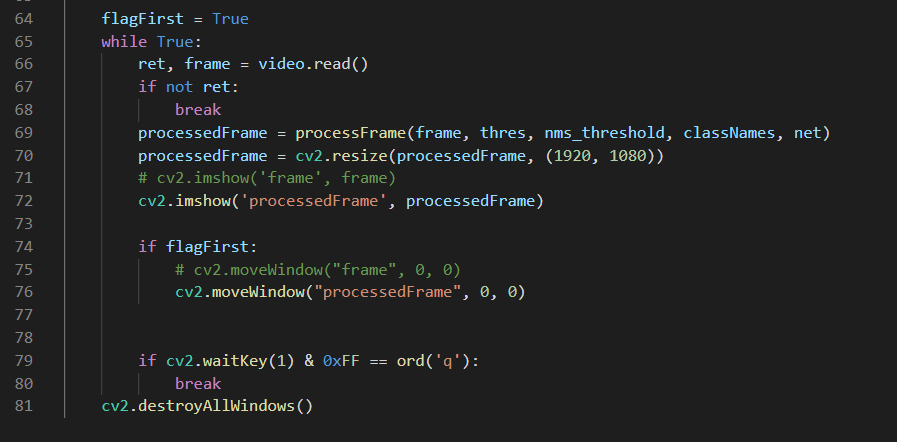 64 flagFirst = True
65 while True:
66 ret, frame = video.read()
67 if not ret:
68 break
69 processedFrame = processFrame(frame, thres, nms_threshold, classNames, net)
70 processedFrame = cv2.resize(processedFrame, (1920, 1080))
71 # cv2.imshow('frame', frame)
72 cv2.imshow('processedFrame', processedFrame)
73
74 if flagFirst:
75 # cv2.moveWindow("frame", 0, 0)
76 cv2.moveWindow("processedFrame", 0, 0)
77
78
79 if cv2.waitKey(1) & 0xFF == ord('q'):
80 break
81 cv2.destroyAllWindows()